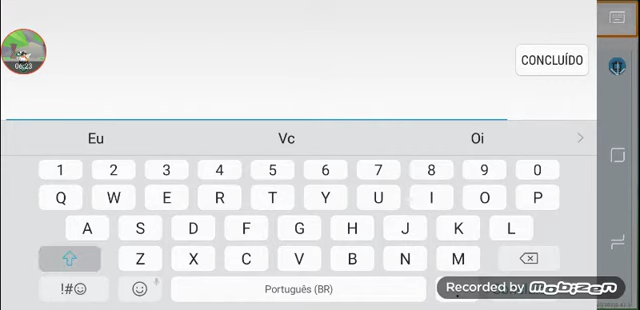 06:23
CONCLUÍDO
Eu Vc Oi
1 2 3 4 5 6 7 8 9 0
Q W E R T Y U I O P
A S D F G H J K L
Z X C V B N M
!#☺ Português (BR)
Recorded by mobizen